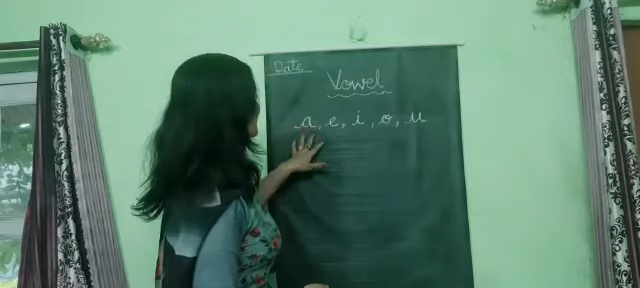 Date
Vowel
a, e, i, o, u